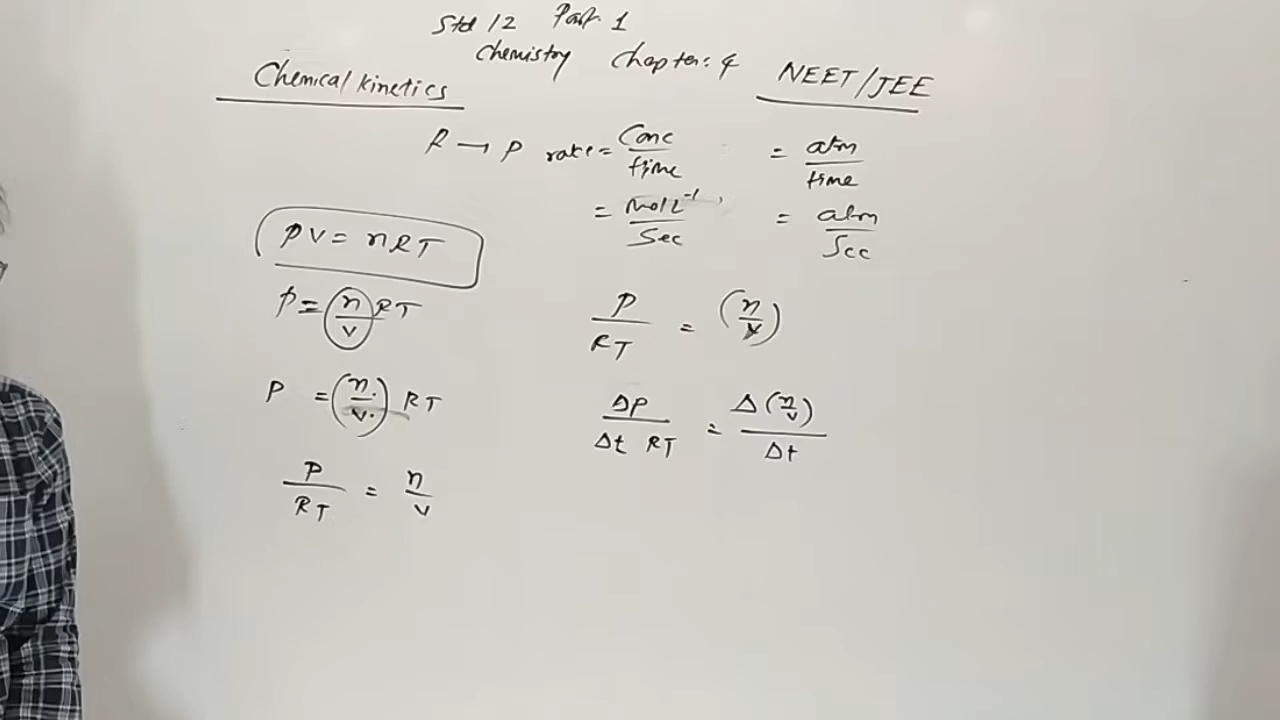 Std 12 Part. 1
Chemistry Chapter: 4
Chemical kinetics
NEET/JEE
R → P rate = Conc/time = atm/time
= mol L⁻¹/Sec = atm/Sec
PV = nRT
P = (n/v) RT
P = (n/v) RT
P/RT = n/v
P/RT = (n/v)
ΔP/Δt RT = Δ(n/v)/Δt